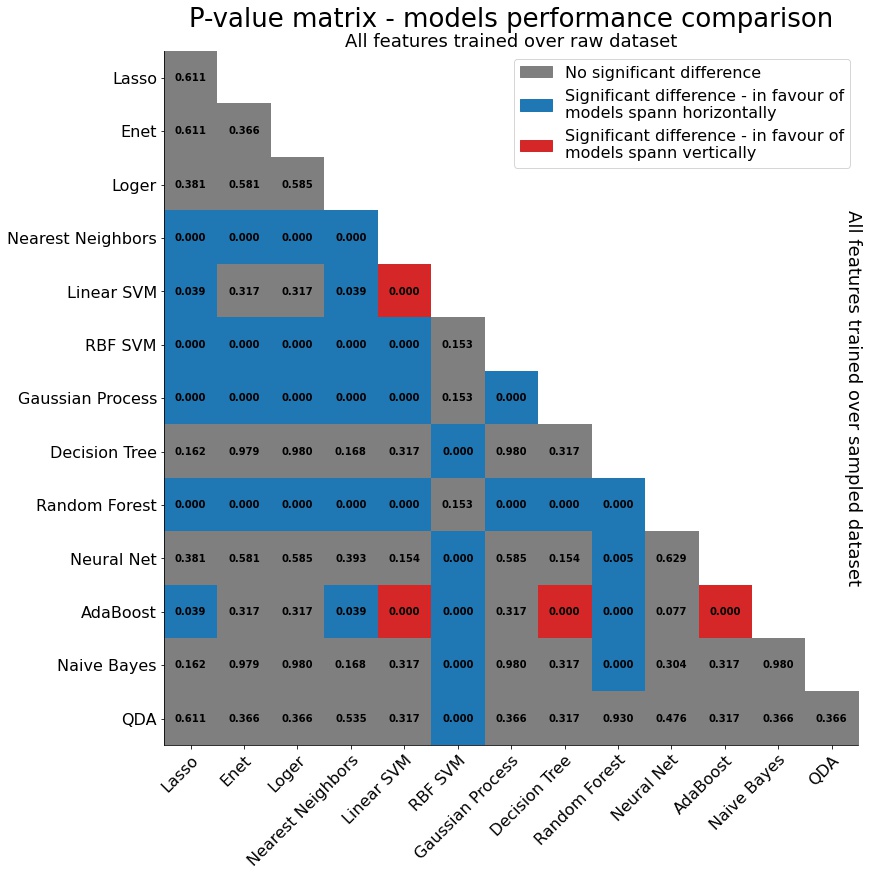 P-value matrix - models performance comparison
All features trained over raw dataset
No significant difference
Significant difference - in favour of
models spann horizontally
Significant difference - in favour of
models spann vertically
Lasso 0.611
Enet 0.611 0.366
Loger 0.381 0.581 0.585
Nearest Neighbors 0.000 0.000 0.000 0.000
Linear SVM 0.039 0.317 0.317 0.039 0.000
RBF SVM 0.000 0.000 0.000 0.000 0.000 0.153
Gaussian Process 0.000 0.000 0.000 0.000 0.000 0.153 0.000
Decision Tree 0.162 0.979 0.980 0.168 0.317 0.000 0.980 0.317
Random Forest 0.000 0.000 0.000 0.000 0.000 0.153 0.000 0.000 0.000
Neural Net 0.381 0.581 0.585 0.393 0.154 0.000 0.585 0.154 0.005 0.629
AdaBoost 0.039 0.317 0.317 0.039 0.000 0.000 0.317 0.000 0.000 0.077 0.000
Naive Bayes 0.162 0.979 0.980 0.168 0.317 0.000 0.980 0.317 0.000 0.304 0.317 0.980
QDA 0.611 0.366 0.366 0.535 0.317 0.000 0.366 0.317 0.930 0.476 0.317 0.366 0.366
Lasso
Enet
Loger
Nearest Neighbors
Linear SVM
RBF SVM
Gaussian Process
Decision Tree
Random Forest
Neural Net
AdaBoost
Naive Bayes
QDA
All features trained over sampled dataset